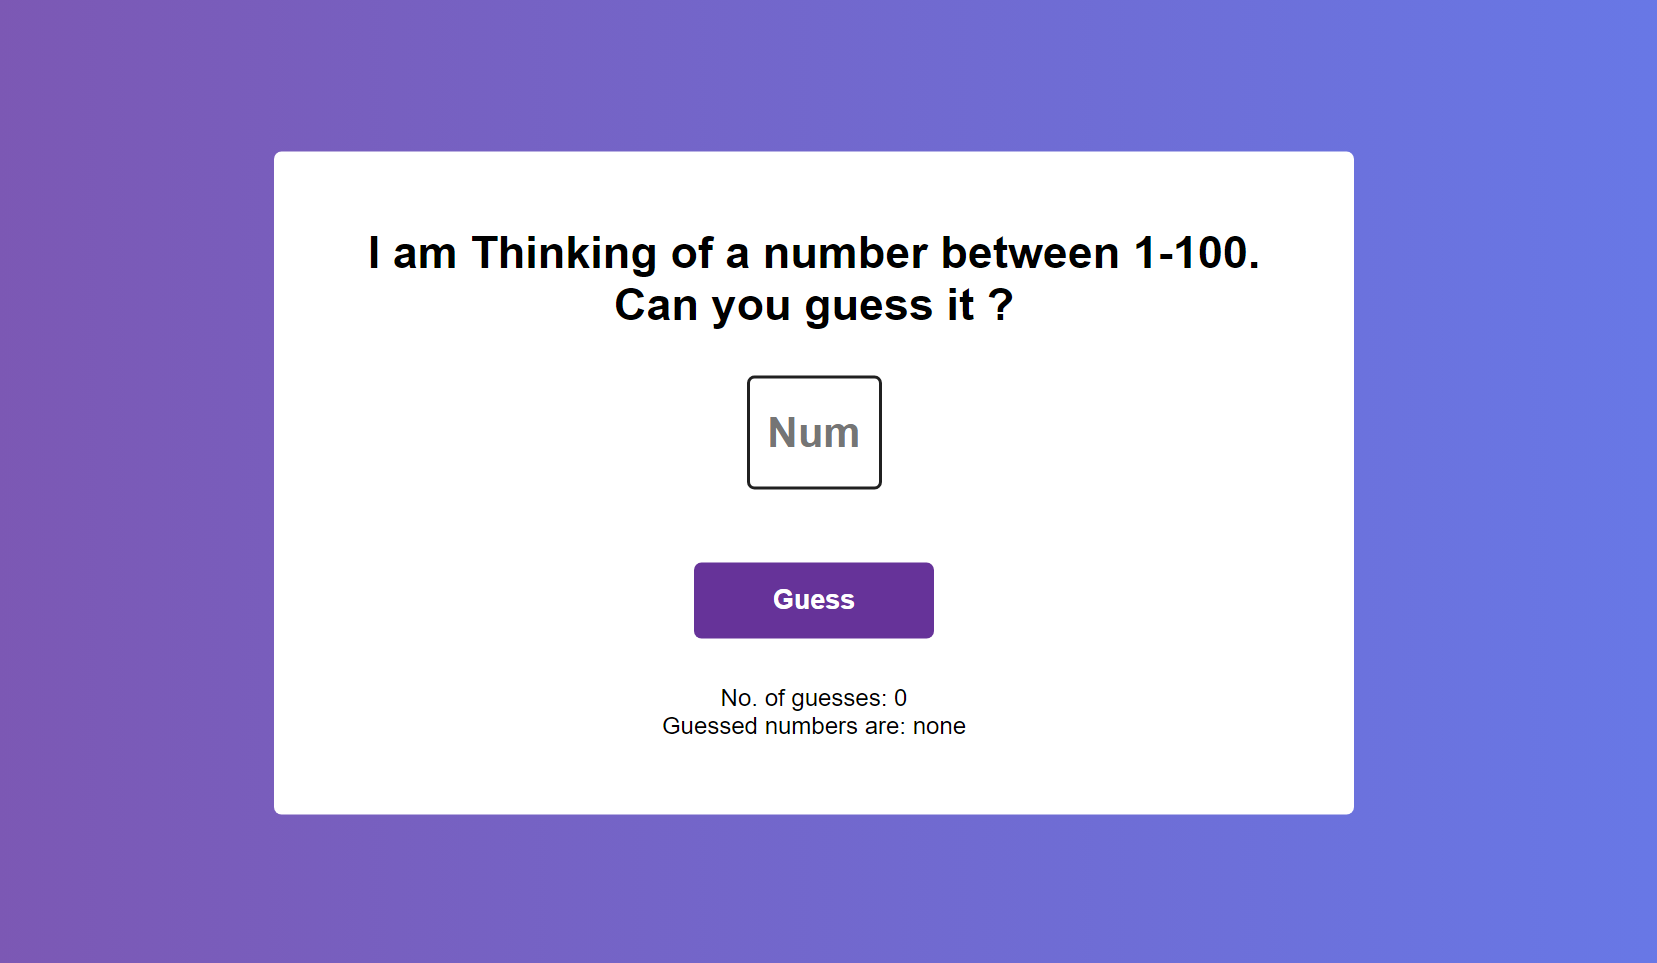 I am Thinking of a number between 1-100.
Can you guess it ?
Num
Guess
No. of guesses: 0
Guessed numbers are: none